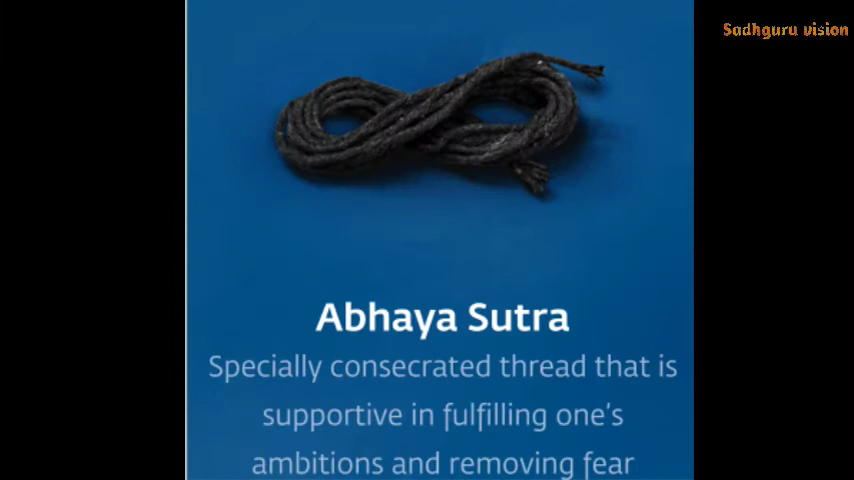 Sadhguru vision
Abhaya Sutra
Specially consecrated thread that is
supportive in fulfilling one's
ambitions and removing fear